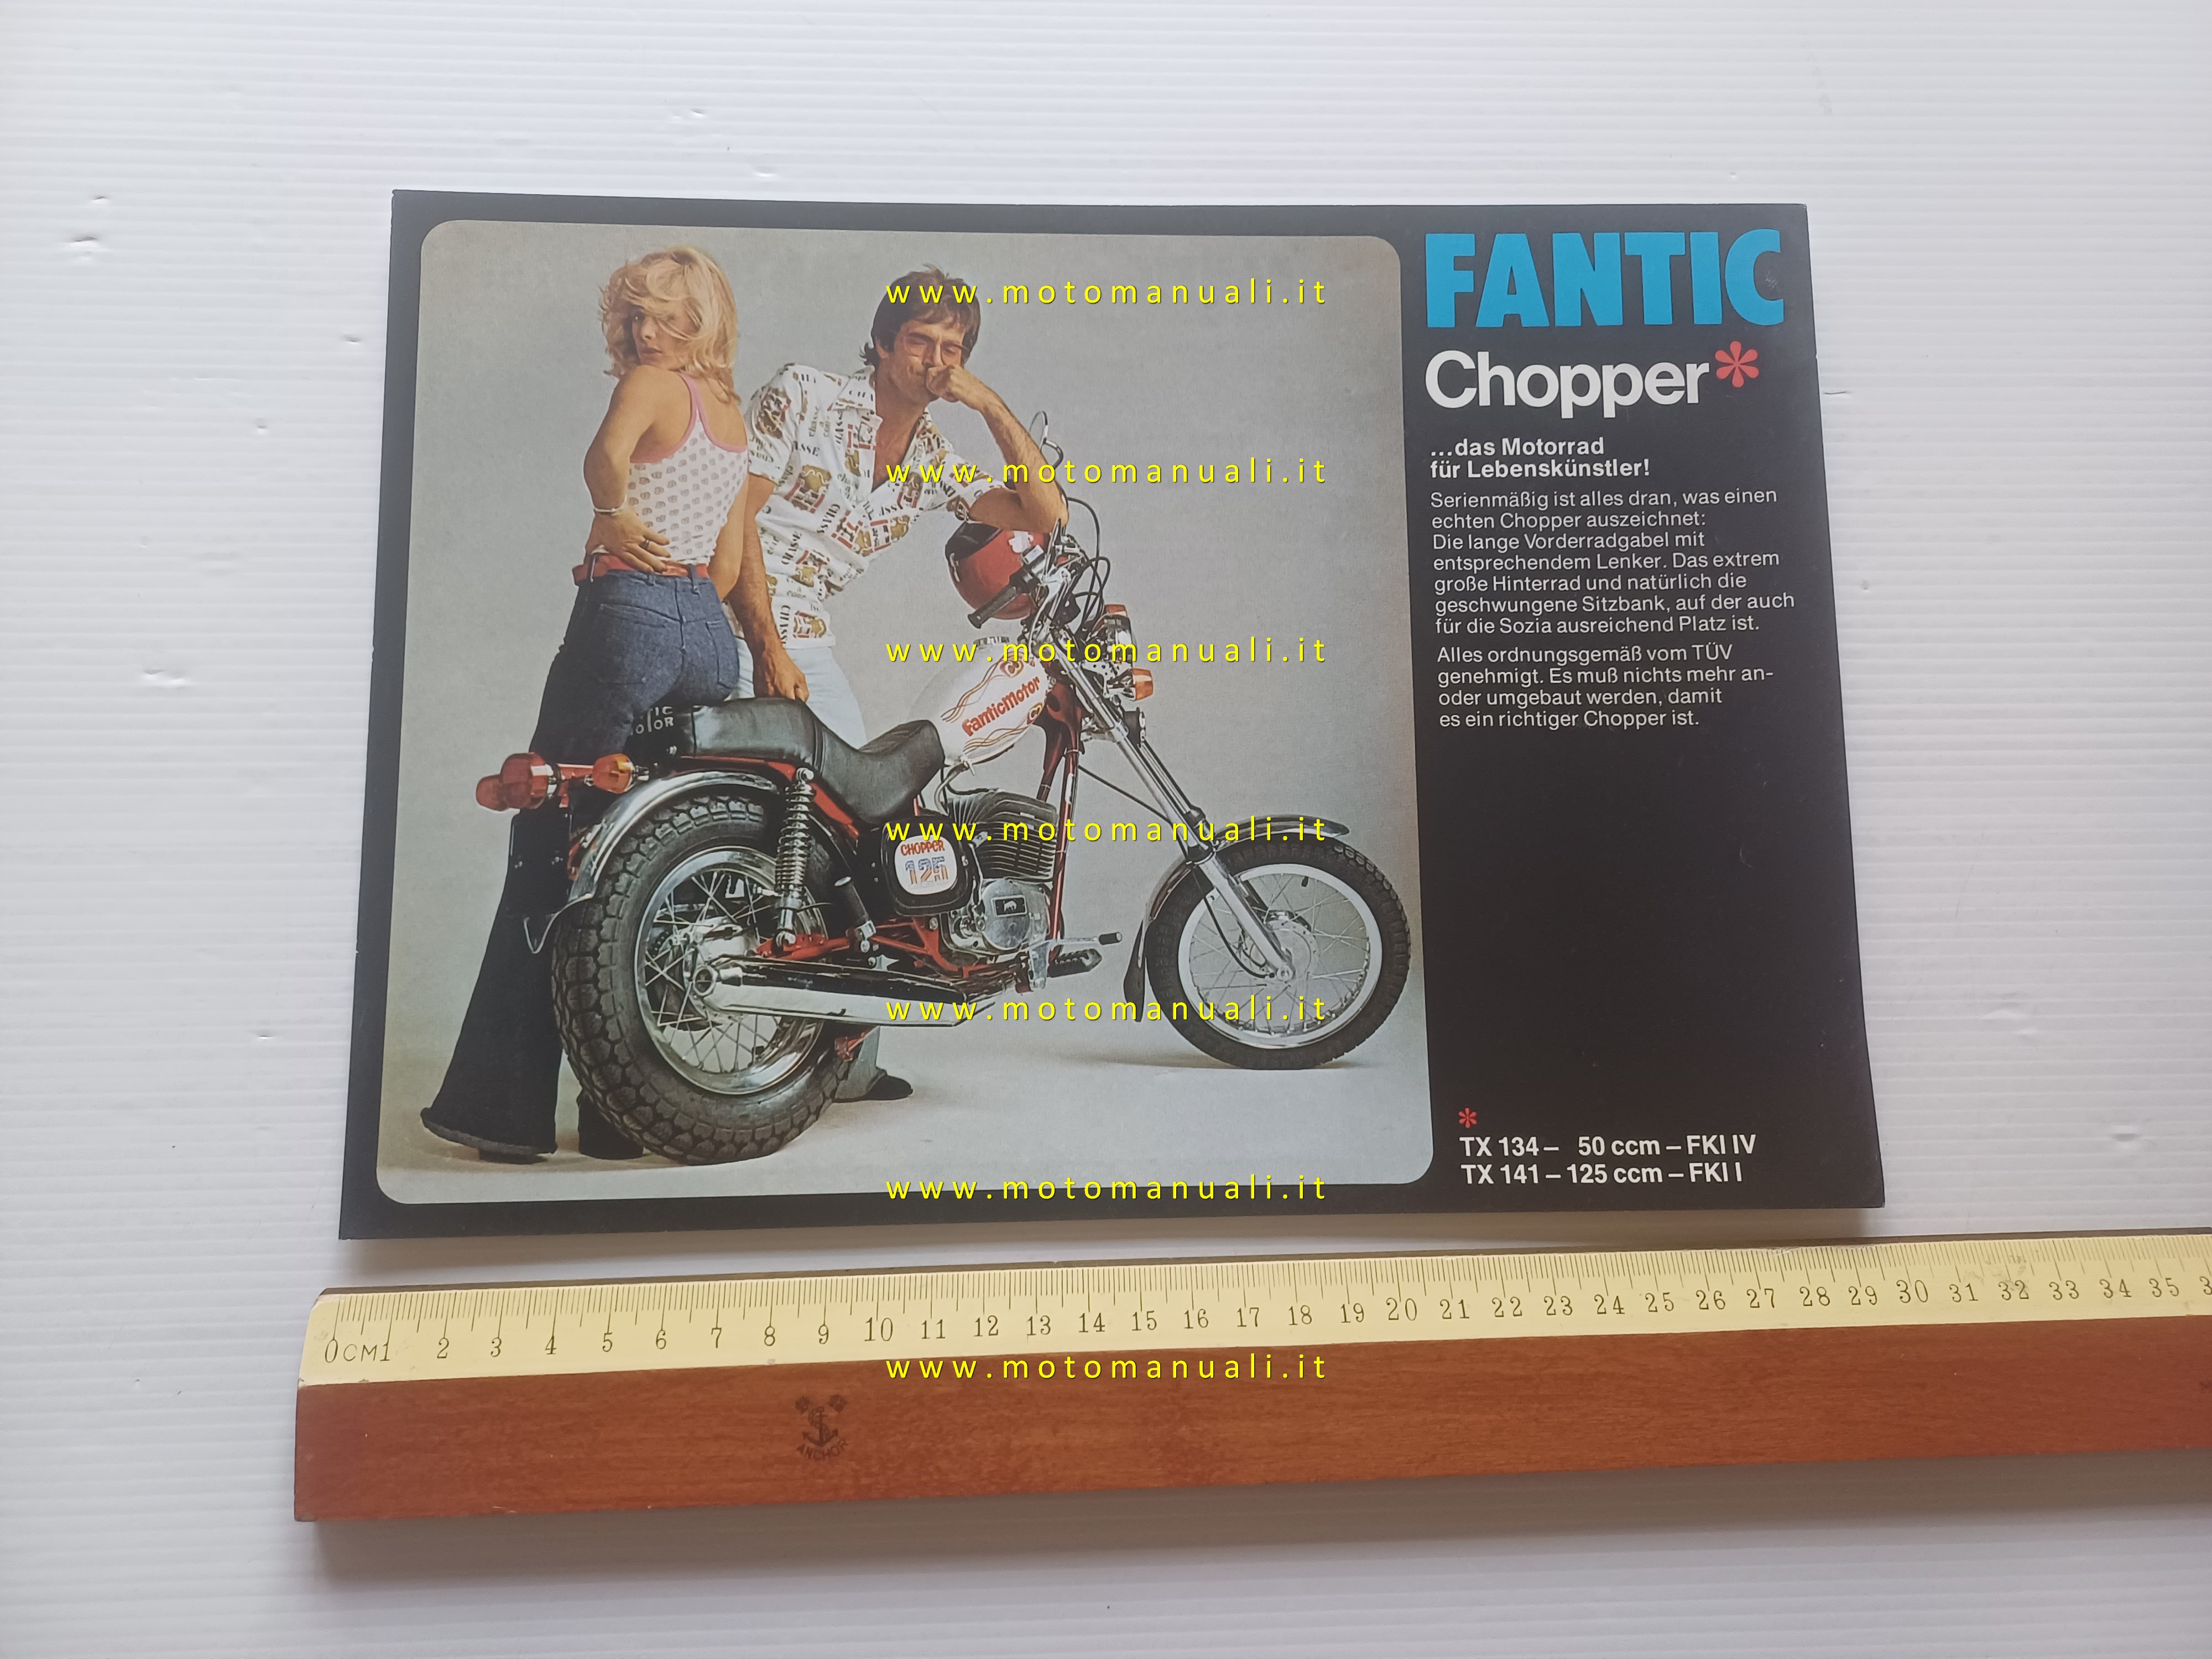 FANTIC
Chopper*
...das Motorrad
für Lebenskünstler!
Serienmäßig ist alles dran, was einen
echten Chopper auszeichnet:
Die lange Vorderradgabel mit
entsprechendem Lenker. Das extrem
große Hinterrad und natürlich die
geschwungene Sitzbank, auf der auch
für die Sozia ausreichend Platz ist.
Alles ordnungsgemäß vom TÜV
genehmigt. Es muß nichts mehr an-
oder umgebaut werden, damit
es ein richtiger Chopper ist.
*
TX 134 – 50 ccm – FKI IV
TX 141 – 125 ccm – FKI I
FanticMotor
CHOPPER
125
www.motomanuali.it
www.motomanuali.it
www.motomanuali.it
www.motomanuali.it
www.motomanuali.it
www.motomanuali.it
www.motomanuali.it
0CM1 2 3 4 5 6 7 8 9 10 11 12 13 14 15 16 17 18 19 20 21 22 23 24 25 26 27 28 29 30 31 32 33 34 35
ANCHOR